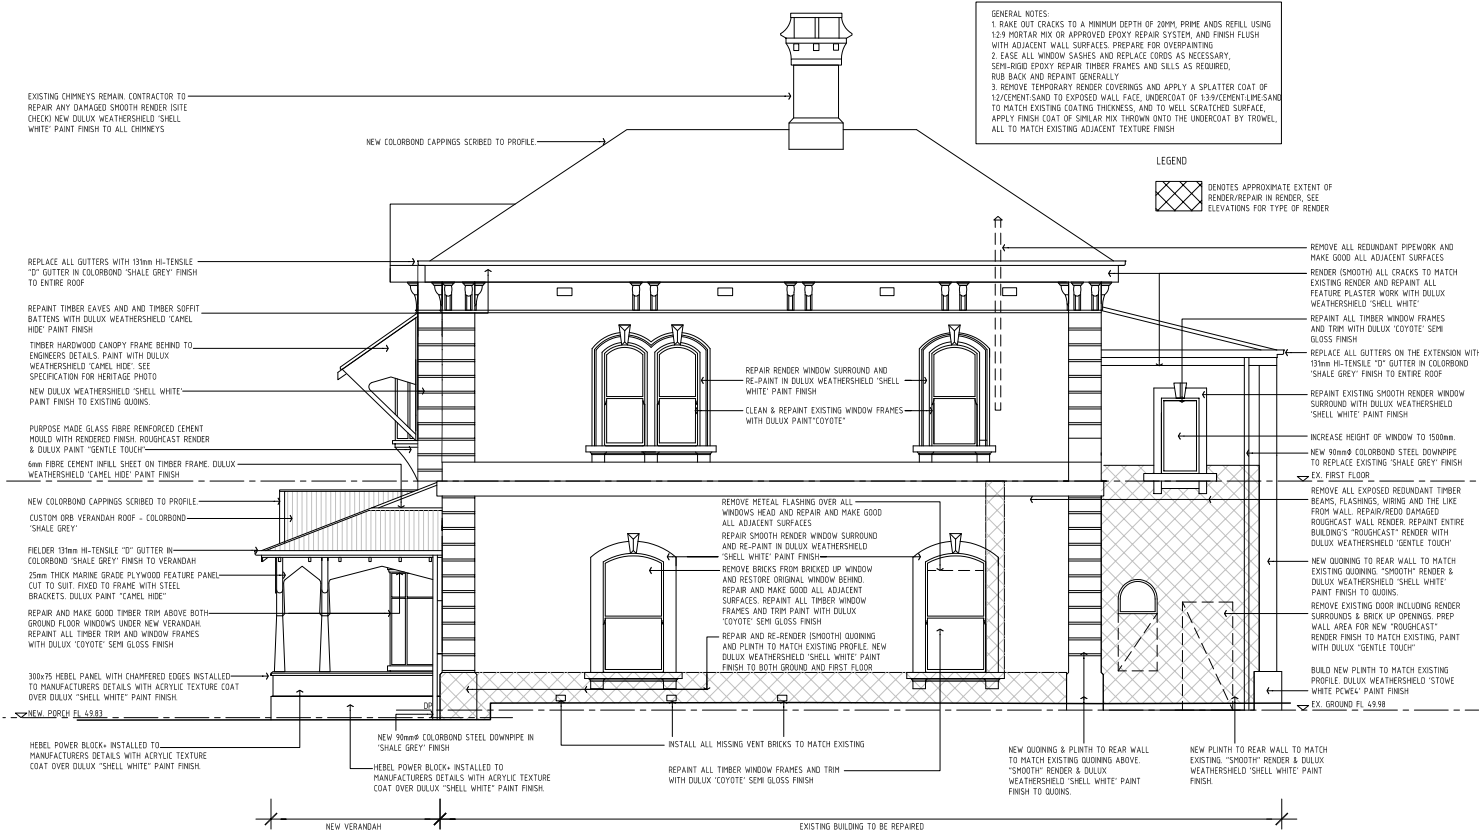 GENERAL NOTES:
1. RAKE OUT CRACKS TO A MINIMUM DEPTH OF 20MM, PRIME ANDS REFILL USING
1:2:9 MORTAR MIX OR APPROVED EPOXY REPAIR SYSTEM, AND FINISH FLUSH
WITH ADJACENT WALL SURFACES. PREPARE FOR OVERPAINTING
2. EASE ALL WINDOW SASHES AND REPLACE CORDS AS NECESSARY,
SEMI-RIGID EPOXY REPAIR TIMBER FRAMES AND SILLS AS REQUIRED,
RUB BACK AND REPAINT GENERALLY
3. REMOVE TEMPORARY RENDER COVERINGS AND APPLY A SPLATTER COAT OF
1:2/CEMENT:SAND TO EXPOSED WALL FACE, UNDERCOAT OF 1:3:9/CEMENT:LIME:SAND
TO MATCH EXISTING COATING THICKNESS, AND TO WELL SCRATCHED SURFACE,
APPLY FINISH COAT OF SIMILAR MIX THROWN ONTO THE UNDERCOAT BY TROWEL,
ALL TO MATCH EXISTING ADJACENT TEXTURE FINISH
LEGEND
DENOTES APPROXIMATE EXTENT OF
RENDER/REPAIR IN RENDER, SEE
ELEVATIONS FOR TYPE OF RENDER
EXISTING CHIMNEYS REMAIN. CONTRACTOR TO
REPAIR ANY DAMAGED SMOOTH RENDER (SITE
CHECK) NEW DULUX WEATHERSHIELD 'SHELL
WHITE' PAINT FINISH TO ALL CHIMNEYS
NEW COLORBOND CAPPINGS SCRIBED TO PROFILE.
REPLACE ALL GUTTERS WITH 131mm HI-TENSILE
"D" GUTTER IN COLORBOND 'SHALE GREY' FINISH
TO ENTIRE ROOF
REPAINT TIMBER EAVES AND AND TIMBER SOFFIT
BATTENS WITH DULUX WEATHERSHIELD 'CAMEL
HIDE' PAINT FINISH
TIMBER HARDWOOD CANOPY FRAME BEHIND TO
ENGINEERS DETAILS. PAINT WITH DULUX
WEATHERSHIELD 'CAMEL HIDE'. SEE
SPECIFICATION FOR HERITAGE PHOTO
NEW DULUX WEATHERSHIELD 'SHELL WHITE'
PAINT FINISH TO EXISTING QUOINS.
PURPOSE MADE GLASS FIBRE REINFORCED CEMENT
MOULD WITH RENDERED FINISH. ROUGHCAST RENDER
& DULUX PAINT "GENTLE TOUCH"
6mm FIBRE CEMENT INFILL SHEET ON TIMBER FRAME. DULUX
WEATHERSHIELD 'CAMEL HIDE' PAINT FINISH
NEW COLORBOND CAPPINGS SCRIBED TO PROFILE.
CUSTOM ORB VERANDAH ROOF - COLORBOND
'SHALE GREY'
FIELDER 131mm HI-TENSILE "D" GUTTER IN
COLORBOND 'SHALE GREY' FINISH TO VERANDAH
25mm THICK MARINE GRADE PLYWOOD FEATURE PANEL
CUT TO SUIT. FIXED TO FRAME WITH STEEL
BRACKETS. DULUX PAINT "CAMEL HIDE"
REPAIR AND MAKE GOOD TIMBER TRIM ABOVE BOTH
GROUND FLOOR WINDOWS UNDER NEW VERANDAH.
REPAINT ALL TIMBER TRIM AND WINDOW FRAMES
WITH DULUX 'COYOTE' SEMI GLOSS FINISH
300x75 HEBEL PANEL WITH CHAMFERED EDGES INSTALLED
TO MANUFACTURERS DETAILS WITH ACRYLIC TEXTURE COAT
OVER DULUX "SHELL WHITE" PAINT FINISH.
NEW. PORCH FL 49.83
HEBEL POWER BLOCK+ INSTALLED TO
MANUFACTURERS DETAILS WITH ACRYLIC TEXTURE
COAT OVER DULUX "SHELL WHITE" PAINT FINISH.
DP
NEW 90mmø COLORBOND STEEL DOWNPIPE IN
'SHALE GREY' FINISH
HEBEL POWER BLOCK+ INSTALLED TO
MANUFACTURERS DETAILS WITH ACRYLIC TEXTURE
COAT OVER DULUX "SHELL WHITE" PAINT FINISH.
REPAIR RENDER WINDOW SURROUND AND
RE-PAINT IN DULUX WEATHERSHIELD 'SHELL
WHITE' PAINT FINISH
CLEAN & REPAINT EXISTING WINDOW FRAMES
WITH DULUX PAINT"COYOTE"
REMOVE METEAL FLASHING OVER ALL
WINDOWS HEAD AND REPAIR AND MAKE GOOD
ALL ADJACENT SURFACES
REPAIR SMOOTH RENDER WINDOW SURROUND
AND RE-PAINT IN DULUX WEATHERSHIELD
'SHELL WHITE' PAINT FINISH
REMOVE BRICKS FROM BRICKED UP WINDOW
AND RESTORE ORIGINAL WINDOW BEHIND.
REPAIR AND MAKE GOOD ALL ADJACENT
SURFACES. REPAINT ALL TIMBER WINDOW
FRAMES AND TRIM PAINT WITH DULUX
'COYOTE' SEMI GLOSS FINISH
REPAIR AND RE-RENDER (SMOOTH) QUOINING
AND PLINTH TO MATCH EXISTING PROFILE. NEW
DULUX WEATHERSHIELD 'SHELL WHITE' PAINT
FINISH TO BOTH GROUND AND FIRST FLOOR
INSTALL ALL MISSING VENT BRICKS TO MATCH EXISTING
REPAINT ALL TIMBER WINDOW FRAMES AND TRIM
WITH DULUX 'COYOTE' SEMI GLOSS FINISH
REMOVE ALL REDUNDANT PIPEWORK AND
MAKE GOOD ALL ADJACENT SURFACES
RENDER (SMOOTH) ALL CRACKS TO MATCH
EXISTING RENDER AND REPAINT ALL
FEATURE PLASTER WORK WITH DULUX
WEATHERSHIELD 'SHELL WHITE'
REPAINT ALL TIMBER WINDOW FRAMES
AND TRIM WITH DULUX 'COYOTE' SEMI
GLOSS FINISH
REPLACE ALL GUTTERS ON THE EXTENSION WITH
131mm HI-TENSILE "D" GUTTER IN COLORBOND
'SHALE GREY' FINISH TO ENTIRE ROOF
REPAINT EXISTING SMOOTH RENDER WINDOW
SURROUND WITH DULUX WEATHERSHIELD
'SHELL WHITE' PAINT FINISH
INCREASE HEIGHT OF WINDOW TO 1500mm.
NEW 90mmø COLORBOND STEEL DOWNPIPE
TO REPLACE EXISTING 'SHALE GREY' FINISH
EX. FIRST FLOOR
REMOVE ALL EXPOSED REDUNDANT TIMBER
BEAMS, FLASHINGS, WIRING AND THE LIKE
FROM WALL. REPAIR/REDO DAMAGED
ROUGHCAST WALL RENDER. REPAINT ENTIRE
BUILDING'S "ROUGHCAST" RENDER WITH
DULUX WEATHERSHIELD 'GENTLE TOUCH'
NEW QUOINING TO REAR WALL TO MATCH
EXISTING QUOINING. "SMOOTH" RENDER &
DULUX WEATHERSHIELD 'SHELL WHITE'
PAINT FINISH TO QUOINS.
REMOVE EXISTING DOOR INCLUDING RENDER
SURROUNDS & BRICK UP OPENINGS. PREP
WALL AREA FOR NEW "ROUGHCAST"
RENDER FINISH TO MATCH EXISTING, PAINT
WITH DULUX "GENTLE TOUCH"
BUILD NEW PLINTH TO MATCH EXISTING
PROFILE. DULUX WEATHERSHIELD 'STOWE
WHITE PCWE4' PAINT FINISH
EX. GROUND FL 49.98
NEW QUOINING & PLINTH TO REAR WALL
TO MATCH EXISTING QUOINING ABOVE.
"SMOOTH" RENDER & DULUX
WEATHERSHIELD 'SHELL WHITE' PAINT
FINISH TO QUOINS.
NEW PLINTH TO REAR WALL TO MATCH
EXISTING. "SMOOTH" RENDER & DULUX
WEATHERSHIELD 'SHELL WHITE' PAINT
FINISH.
NEW VERANDAH
EXISTING BUILDING TO BE REPAIRED